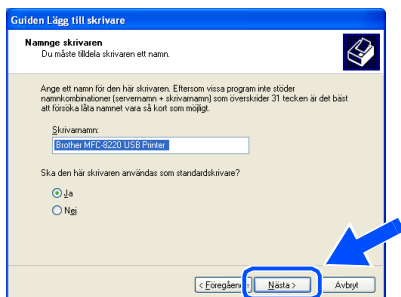 Guiden Lägg till skrivare
Namnge skrivaren
Du måste tilldela skrivaren ett namn.
Ange ett namn för den här skrivaren. Eftersom vissa program inte stöder
namnkombinationer (servernamn + skrivarnamn) som överskrider 31 tecken är det bäst
att försöka låta namnet vara så kort som möjligt.
Skrivarnamn:
Brother MFC-8220 USB Printer
Ska den här skrivaren användas som standardskrivare?
Ja
Nej
< Föregående Nästa > Avbryt